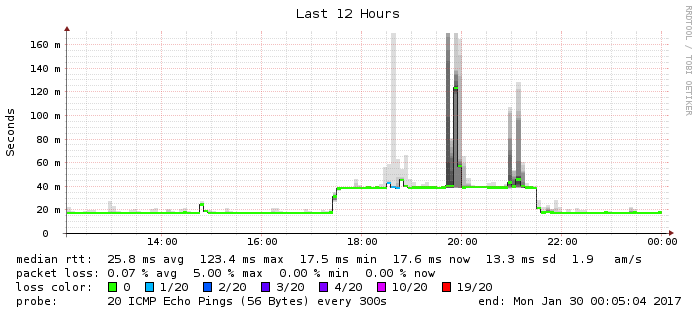 Last 12 Hours
RRDTOOL / TOBI OETIKER
Seconds
160 m
140 m
120 m
100 m
80 m
60 m
40 m
20 m
0
14:00 16:00 18:00 20:00 22:00 00:00
median rtt: 25.8 ms avg 123.4 ms max 17.5 ms min 17.6 ms now 13.3 ms sd 1.9 am/s
packet loss: 0.07 % avg 5.00 % max 0.00 % min 0.00 % now
loss color: 0 1/20 2/20 3/20 4/20 10/20 19/20
probe: 20 ICMP Echo Pings (56 Bytes) every 300s end: Mon Jan 30 00:05:04 2017